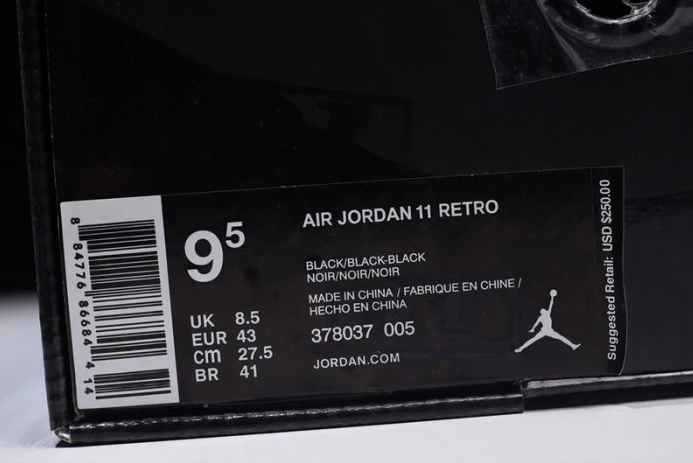 8 84776 86684 4 14
9⁵
UK 8.5
EUR 43
cm 27.5
BR 41
AIR JORDAN 11 RETRO
BLACK/BLACK-BLACK
NOIR/NOIR/NOIR
MADE IN CHINA / FABRIQUE EN CHINE /
HECHO EN CHINA
378037 005
JORDAN.COM
Suggested Retail: USD $250.00